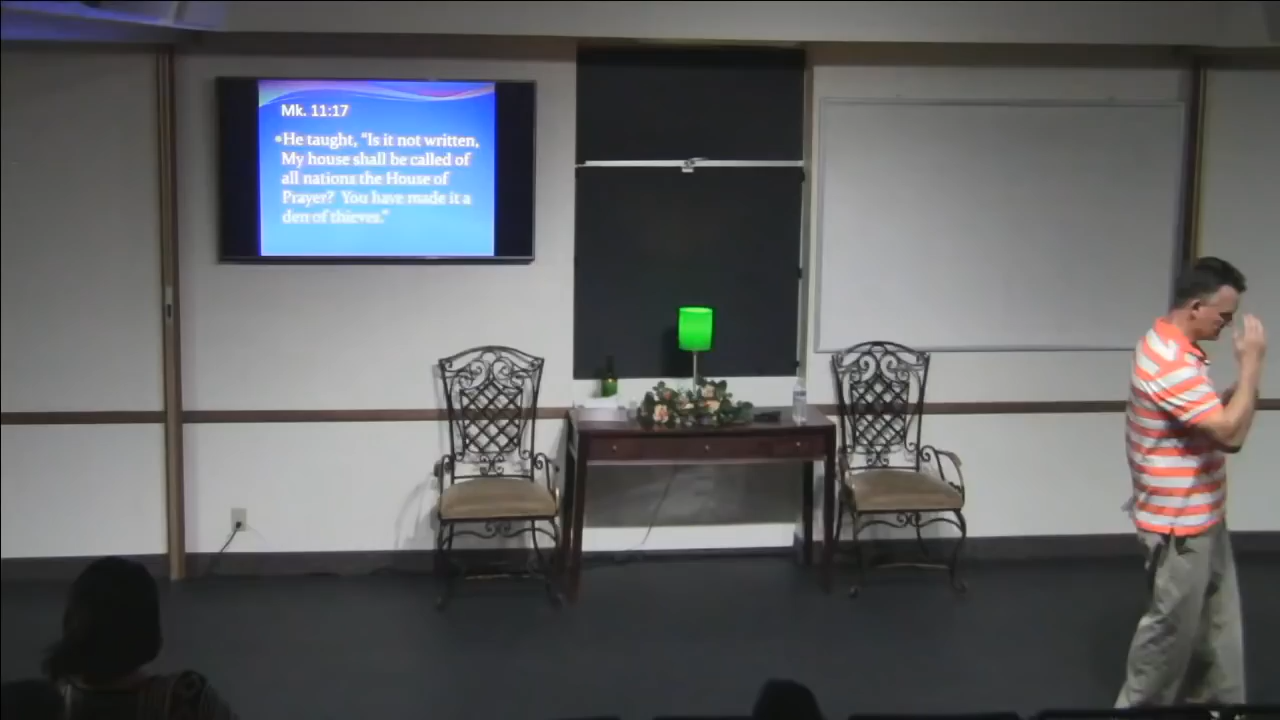 Mk. 11:17
•He taught, "Is it not written,
My house shall be called of
all nations the House of
Prayer? You have made it a
den of thieves."